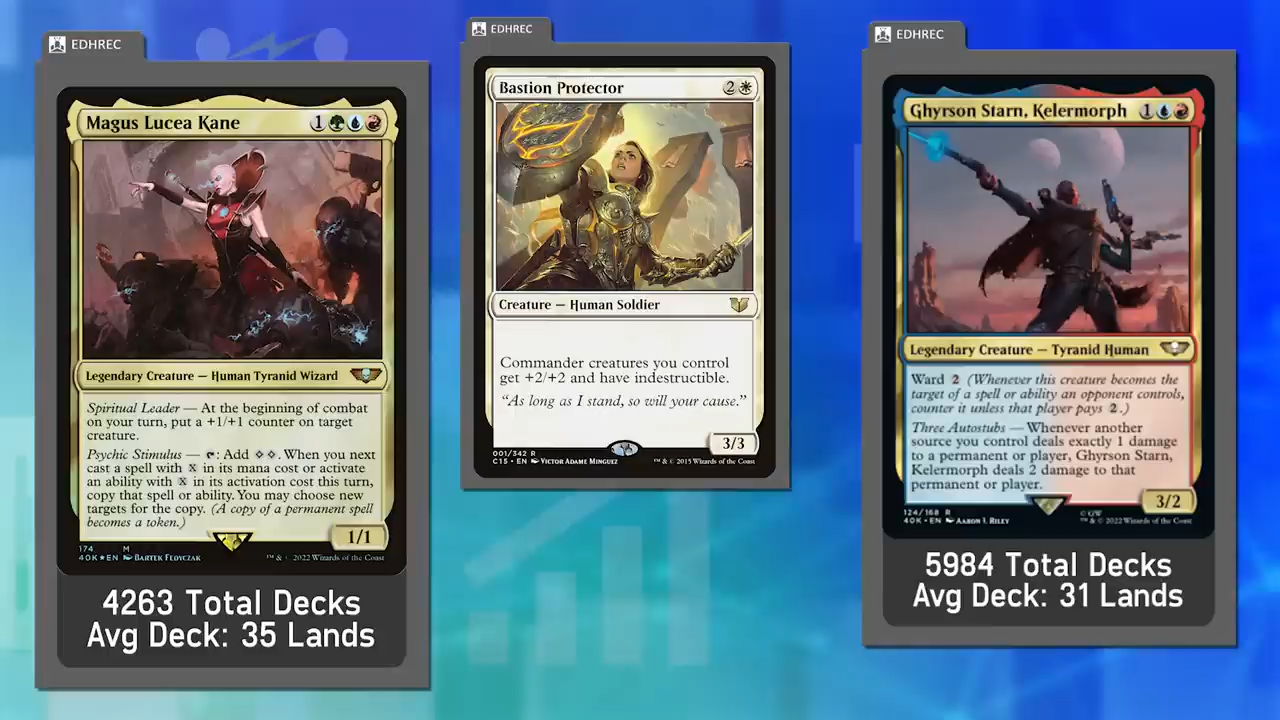 EDHREC
Magus Lucea Kane 1
Legendary Creature — Human Tyranid Wizard
Spiritual Leader — At the beginning of combat
on your turn, put a +1/+1 counter on target
creature.
Psychic Stimulus — : Add . When you next
cast a spell with X in its mana cost or activate
an ability with X in its activation cost this turn,
copy that spell or ability. You may choose new
targets for the copy. (A copy of a permanent spell
becomes a token.)
1/1
174 M
40K ★ EN Bartek Fedyczak ™ & © 2022 Wizards of the Coast
4263 Total Decks
Avg Deck: 35 Lands
EDHREC
Bastion Protector 2
Creature — Human Soldier
Commander creatures you control
get +2/+2 and have indestructible.
“As long as I stand, so will your cause.”
3/3
001/342 R
C15 • EN Victor Adame Minguez ™ & © 2015 Wizards of the Coast
EDHREC
Ghyrson Starn, Kelermorph 1
Legendary Creature — Tyranid Human
Ward 2 (Whenever this creature becomes the
target of a spell or ability an opponent controls,
counter it unless that player pays 2.)
Three Autostubs — Whenever another
source you control deals exactly 1 damage
to a permanent or player, Ghyrson Starn,
Kelermorph deals 2 damage to that
permanent or player.
3/2
124/168 R © GW
40K • EN Aaron J. Riley ™ & © 2022 Wizards of the Coast
5984 Total Decks
Avg Deck: 31 Lands